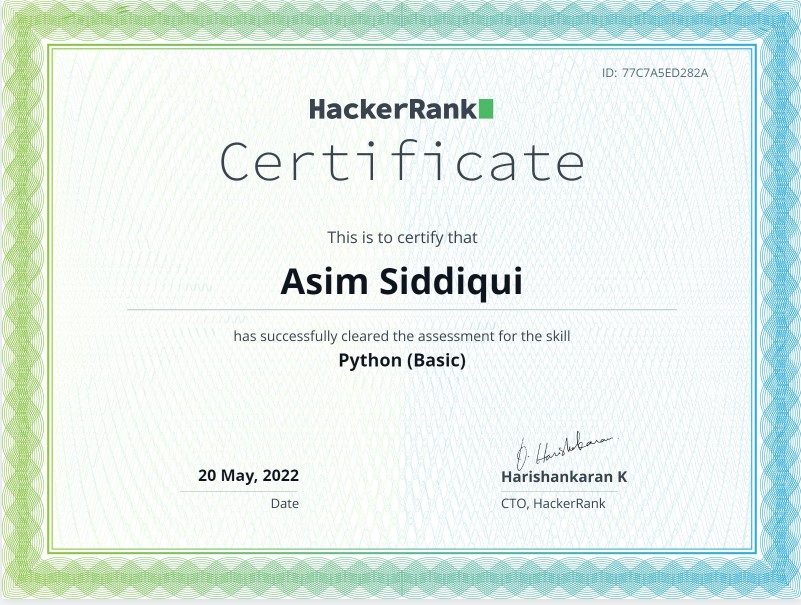 ID: 77C7A5ED282A
HackerRank
Certificate
This is to certify that
Asim Siddiqui
has successfully cleared the assessment for the skill
Python (Basic)
20 May, 2022
Date
Harishankaran K
CTO, HackerRank